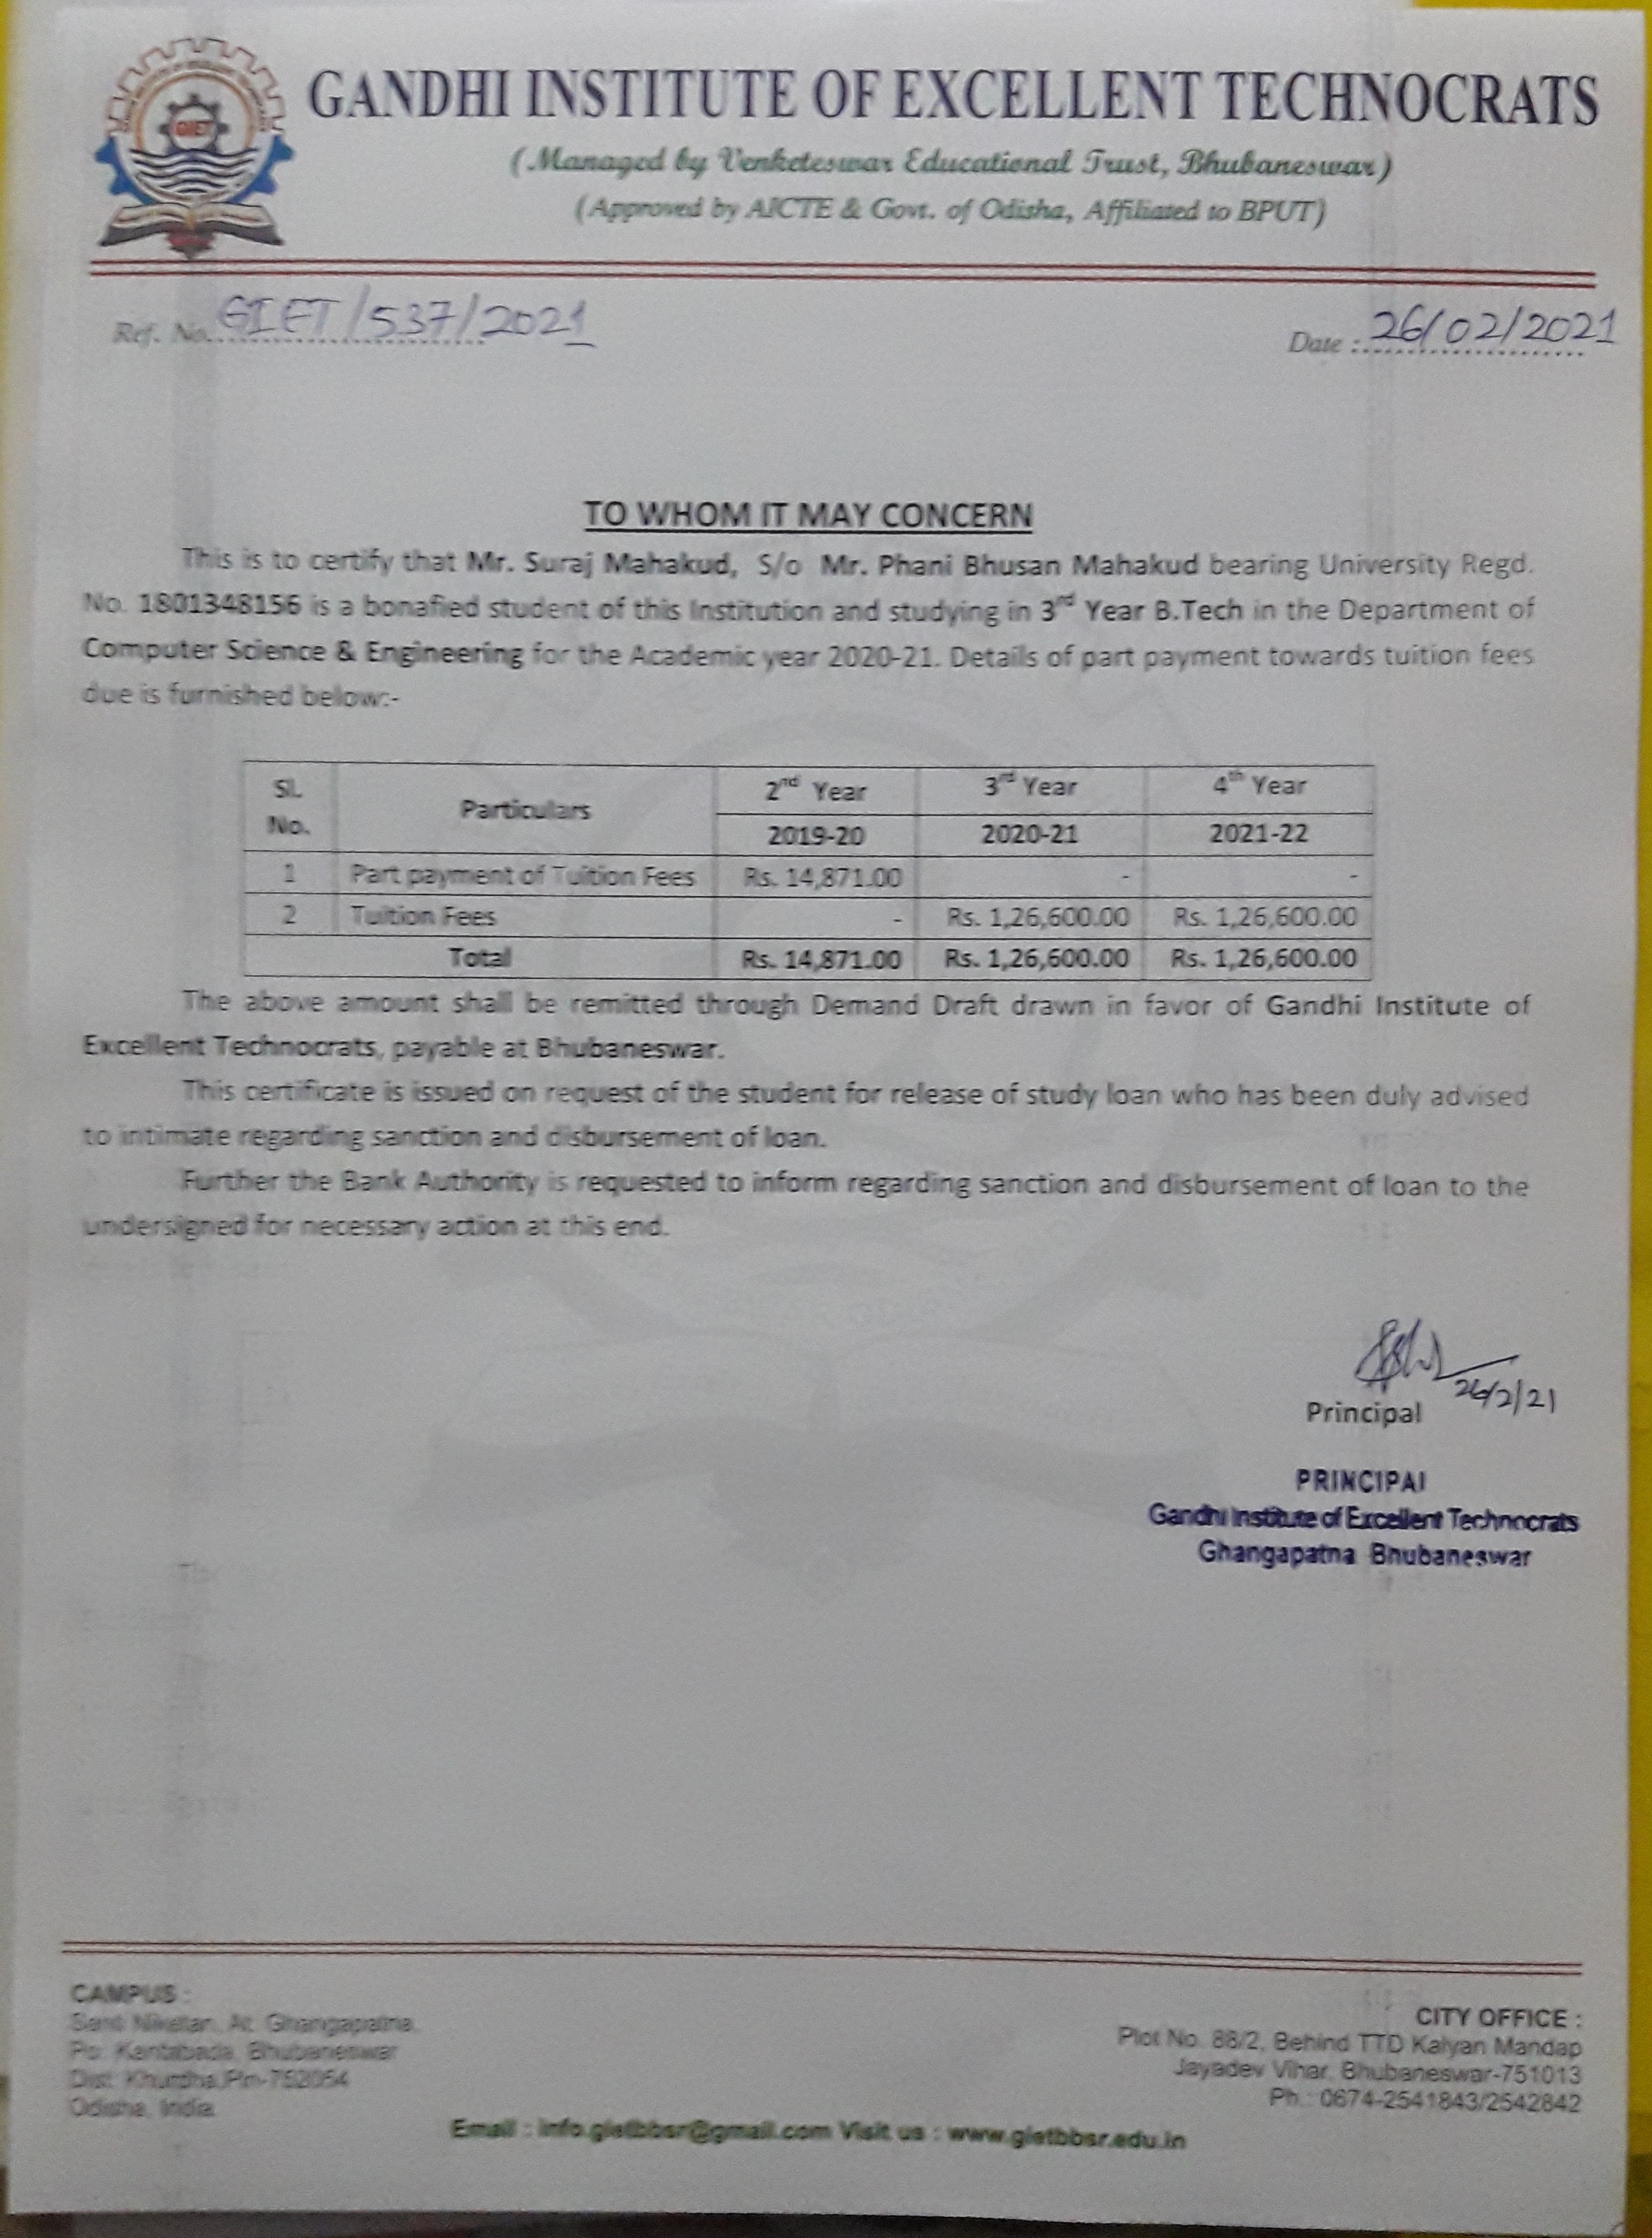 GIET
GANDHI INSTITUTE OF EXCELLENT TECHNOCRATS
(Managed by Venketeswar Educational Trust, Bhubaneswar)
(Approved by AICTE & Govt. of Odisha, Affiliated to BPUT)
Ref. No. GIET/537/2021
Date : 26/02/2021
TO WHOM IT MAY CONCERN
This is to certify that Mr. Suraj Mahakud, S/o Mr. Phani Bhusan Mahakud bearing University Regd.
No. 1801348156 is a bonafied student of this Institution and studying in 3rd Year B.Tech in the Department of
Computer Science & Engineering for the Academic year 2020-21. Details of part payment towards tuition fees
due is furnished below:-
Sl. No. Particulars 2nd Year 3rd Year 4th Year
2019-20 2020-21 2021-22
1 Part payment of Tuition Fees Rs. 14,871.00 - -
2 Tuition Fees - Rs. 1,26,600.00 Rs. 1,26,600.00
Total Rs. 14,871.00 Rs. 1,26,600.00 Rs. 1,26,600.00
The above amount shall be remitted through Demand Draft drawn in favor of Gandhi Institute of
Excellent Technocrats, payable at Bhubaneswar.
This certificate is issued on request of the student for release of study loan who has been duly advised
to intimate regarding sanction and disbursement of loan.
Further the Bank Authority is requested to inform regarding sanction and disbursement of loan to the
undersigned for necessary action at this end.
26/2/21
Principal
PRINCIPAL
Gandhi Institute of Excellent Technocrats
Ghangapatna Bhubaneswar
CAMPUS :
Santi Niketan, At: Ghangapatna,
Po: Kantabada, Bhubaneswar
Dist: Khurdha, Pin-752054
Odisha, India
CITY OFFICE :
Plot No. 88/2, Behind TTD Kalyan Mandap
Jayadev Vihar, Bhubaneswar-751013
Ph.: 0674-2541843/2542842
Email : info.gietbbsr@gmail.com Visit us : www.gietbbsr.edu.in